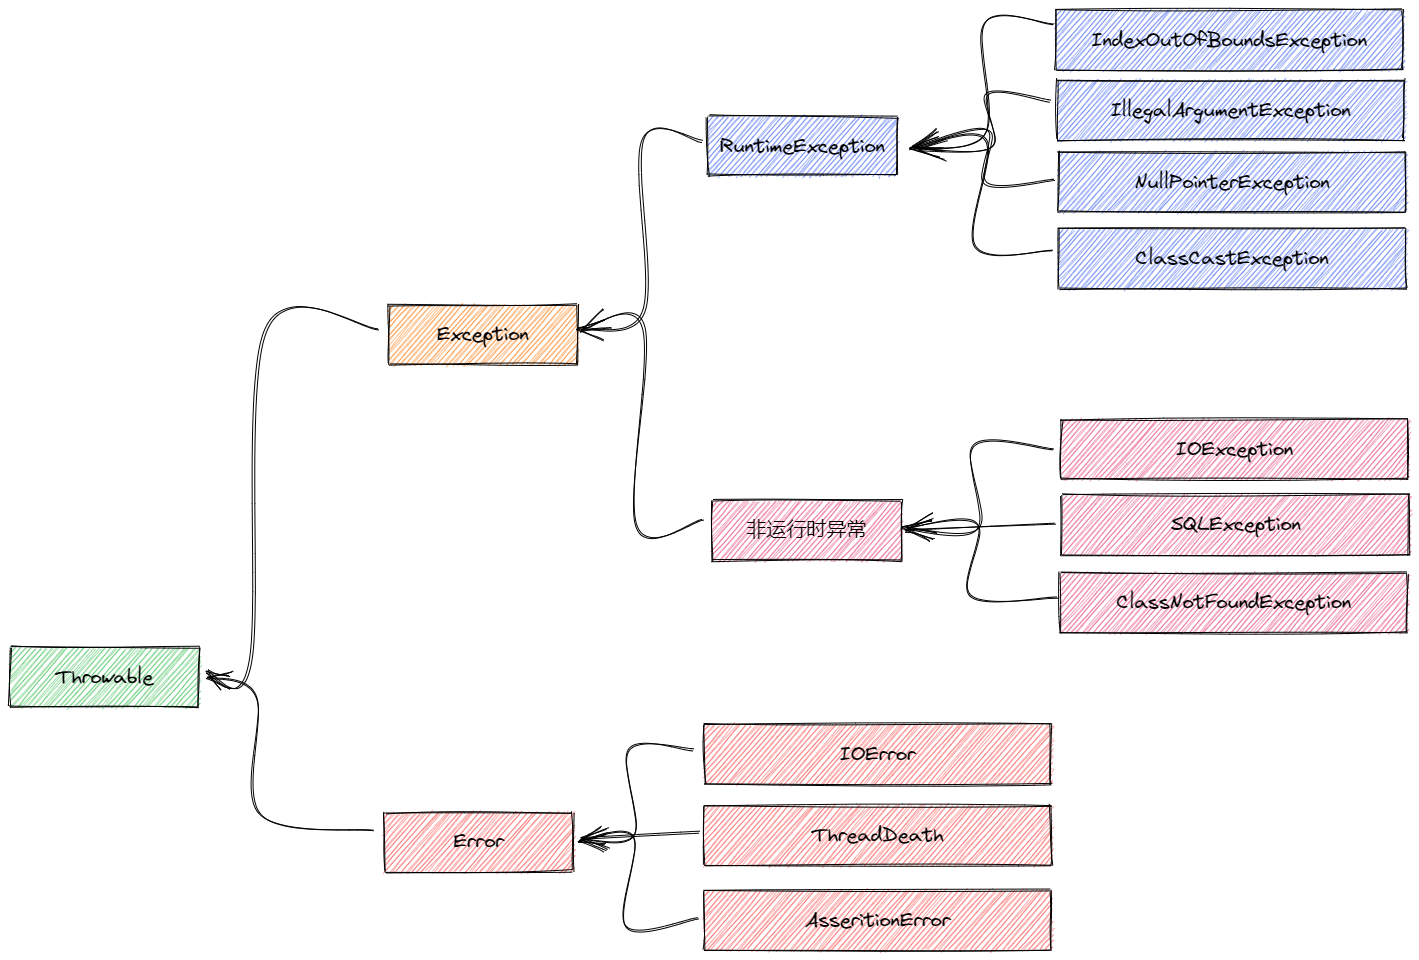 IndexOutOfBoundsException
IllegalArgumentException
RuntimeException
NullPointerException
ClassCastException
Exception
IOException
非运行时异常
SQLException
ClassNotFoundException
Throwable
IOError
Error
ThreadDeath
AsseritionError